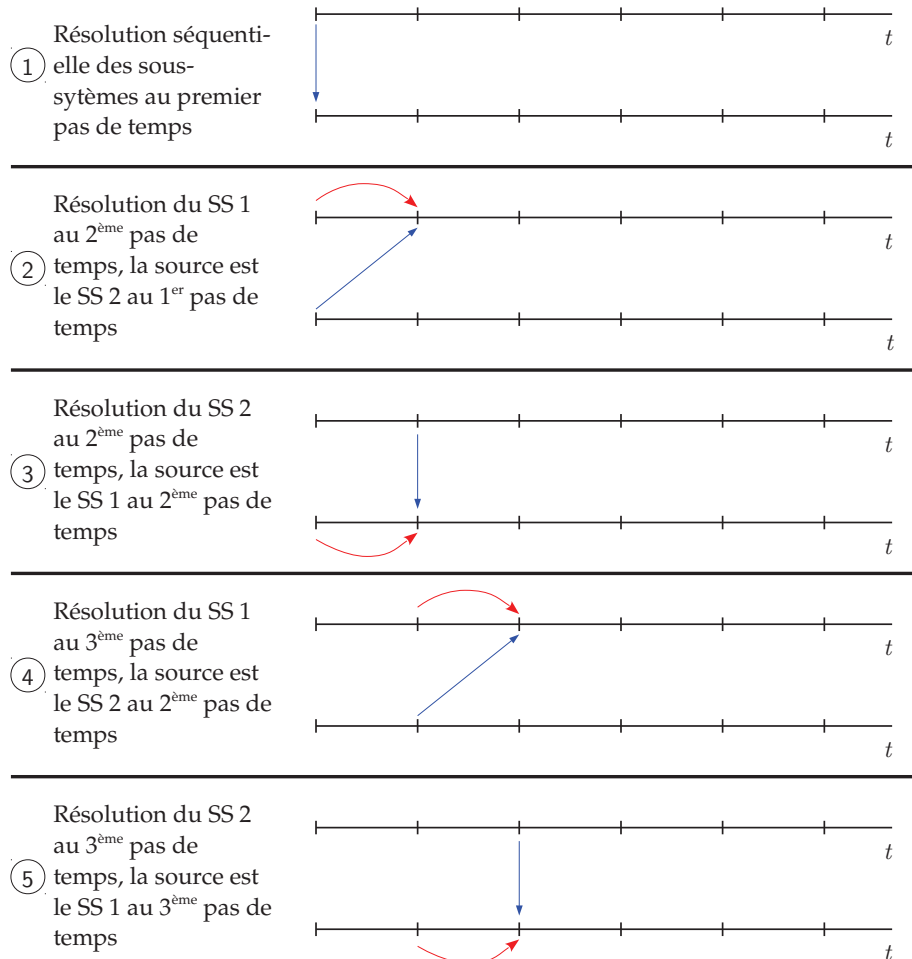 t
Résolution séquenti-
1 elle des sous-
sytèmes au premier
pas de temps
t
Résolution du SS 1
t
au 2ème pas de
2 temps, la source est
le SS 2 au 1er pas de
temps
t
Résolution du SS 2
t
au 2ème pas de
3 temps, la source est
le SS 1 au 2ème pas de
temps
t
Résolution du SS 1
au 3ème pas de
t
4 temps, la source est
le SS 2 au 2ème pas de
temps
t
Résolution du SS 2
au 3ème pas de
t
5 temps, la source est
le SS 1 au 3ème pas de
temps
t